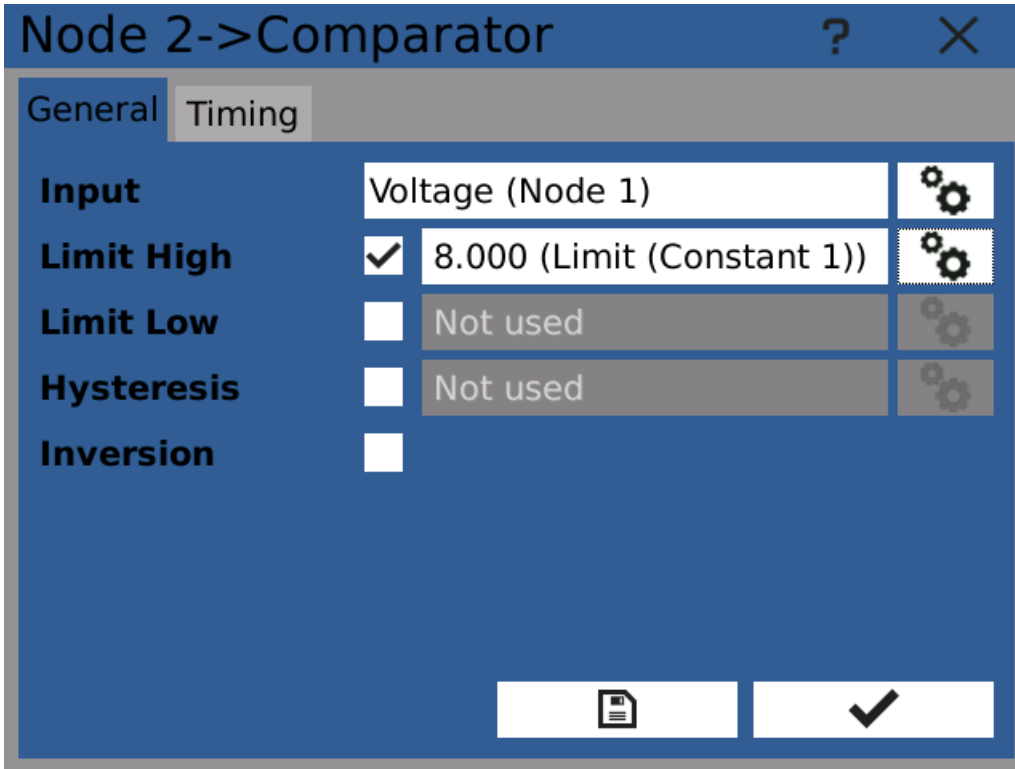 Node 2->Comparator ?
General Timing
Input Voltage (Node 1)
Limit High 8.000 (Limit (Constant 1))
Limit Low Not used
Hysteresis Not used
Inversion